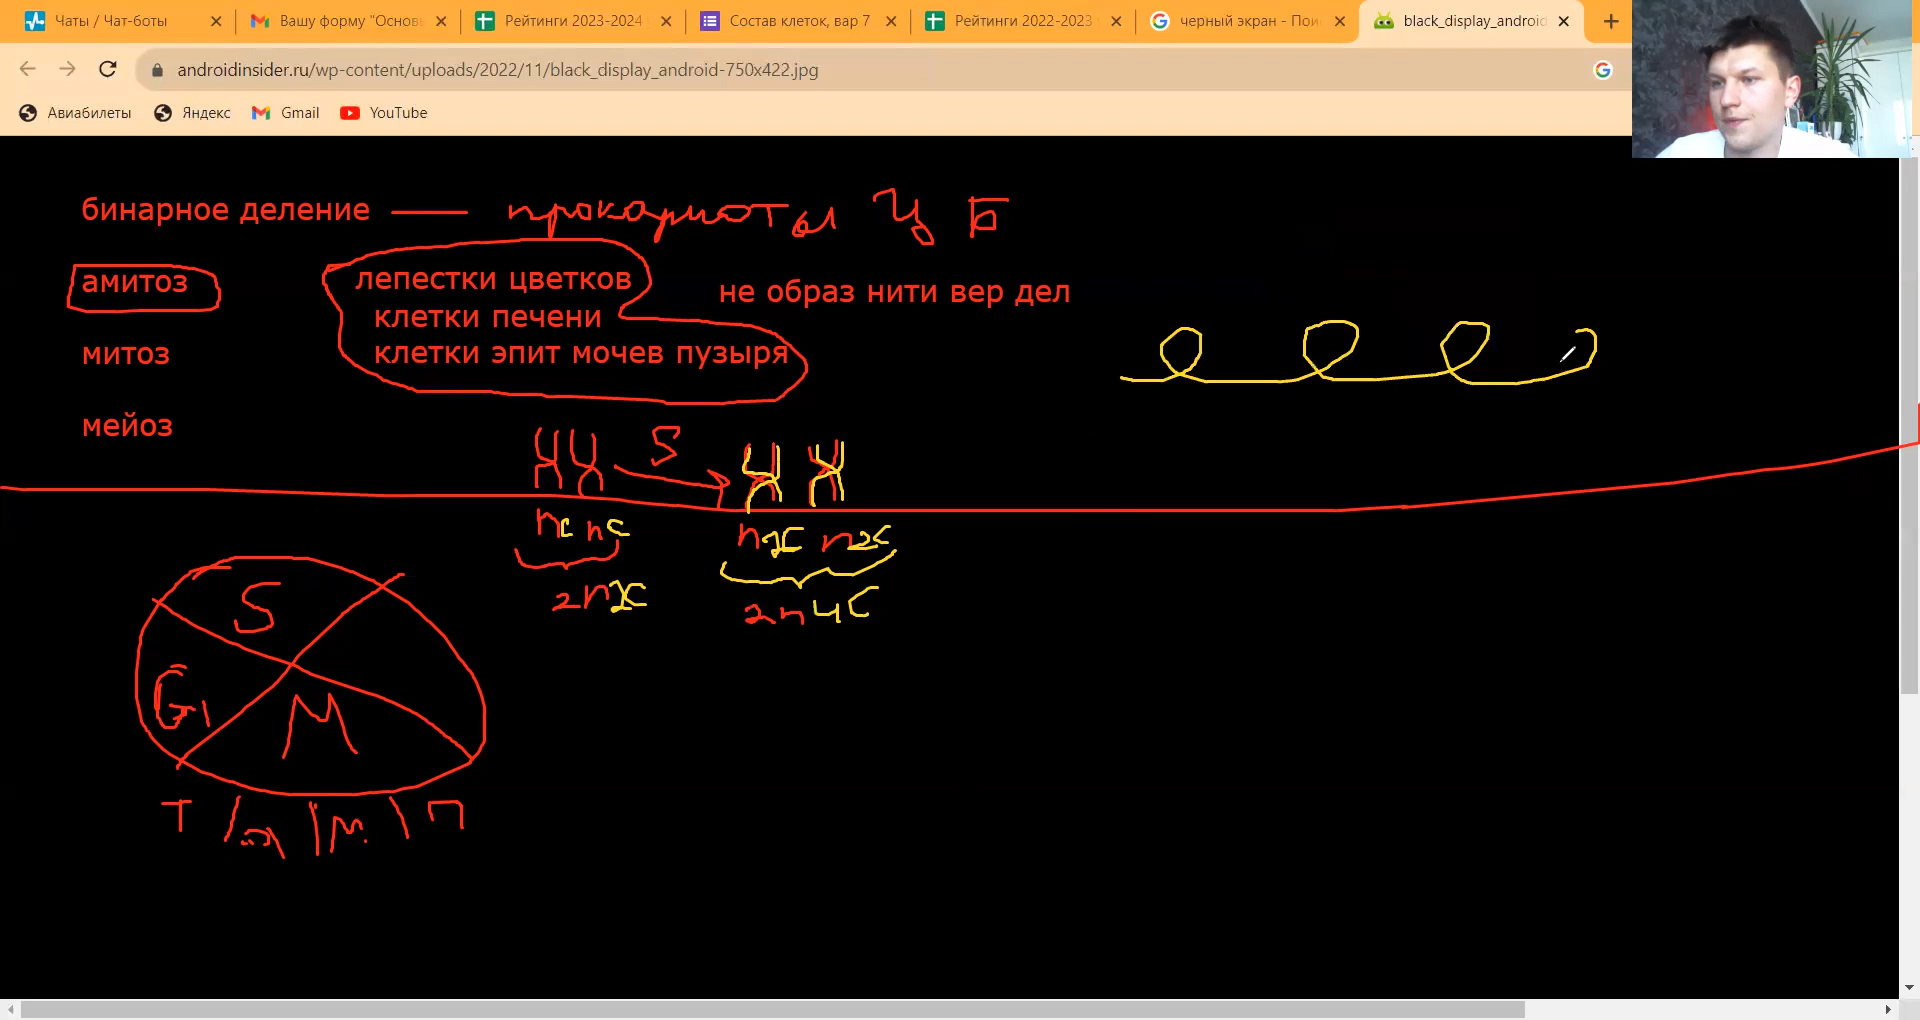 Чаты / Чат-боты
Вашу форму "Основ
Рейтинги 2023-2024
Состав клеток, вар 7
Рейтинги 2022-2023
черный экран - Пои
black_display_android
androidinsider.ru/wp-content/uploads/2022/11/black_display_android-750x422.jpg
Авиабилеты
Яндекс
Gmail
YouTube
бинарное деление — прокариоты
Б
амитоз
лепестки цветков
клетки печени
клетки эпит мочев пузыря
не образ нити вер дел
митоз
мейоз
S
nc nc
n2c n2c
2n2c
2n4c
S
G1
M
Т / А | М \ П